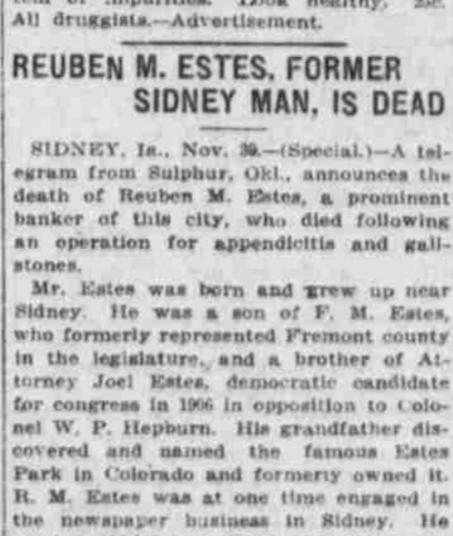 All druggists.—Advertisement.
REUBEN M. ESTES, FORMER
SIDNEY MAN, IS DEAD
SIDNEY, Ia., Nov. 30.—(Special.)—A tel-
egram from Sulphur, Okl., announces the
death of Reuben M. Estes, a prominent
banker of this city, who died following
an operation for appendicitis and gall-
stones.
Mr. Estes was born and grew up near
Sidney. He was a son of F. M. Estes,
who formerly represented Fremont county
in the legislature, and a brother of At-
torney Joel Estes, democratic candidate
for congress in 1906 in opposition to Colo-
nel W. P. Hepburn. His grandfather dis-
covered and named the famous Estes
Park in Colorado and formerly owned it.
R. M. Estes was at one time engaged in
the newspaper business in Sidney. He